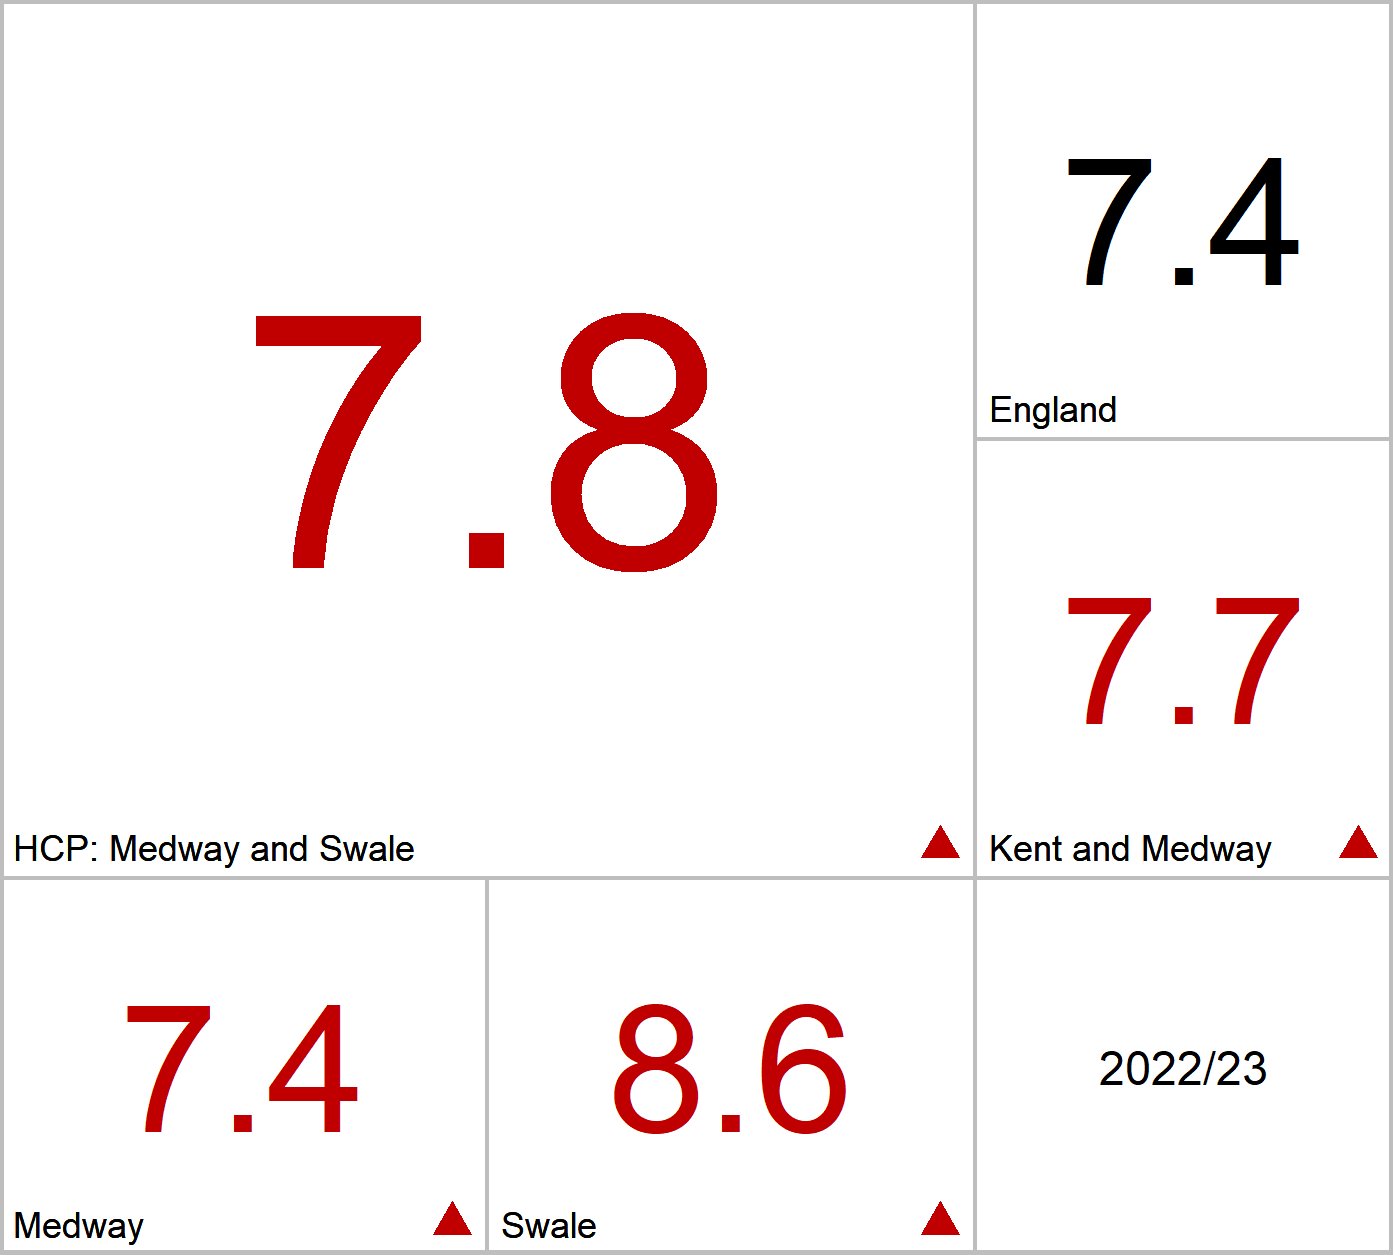 7.8
HCP: Medway and Swale
7.4
England
7.7
Kent and Medway
7.4
Medway
8.6
Swale
2022/23